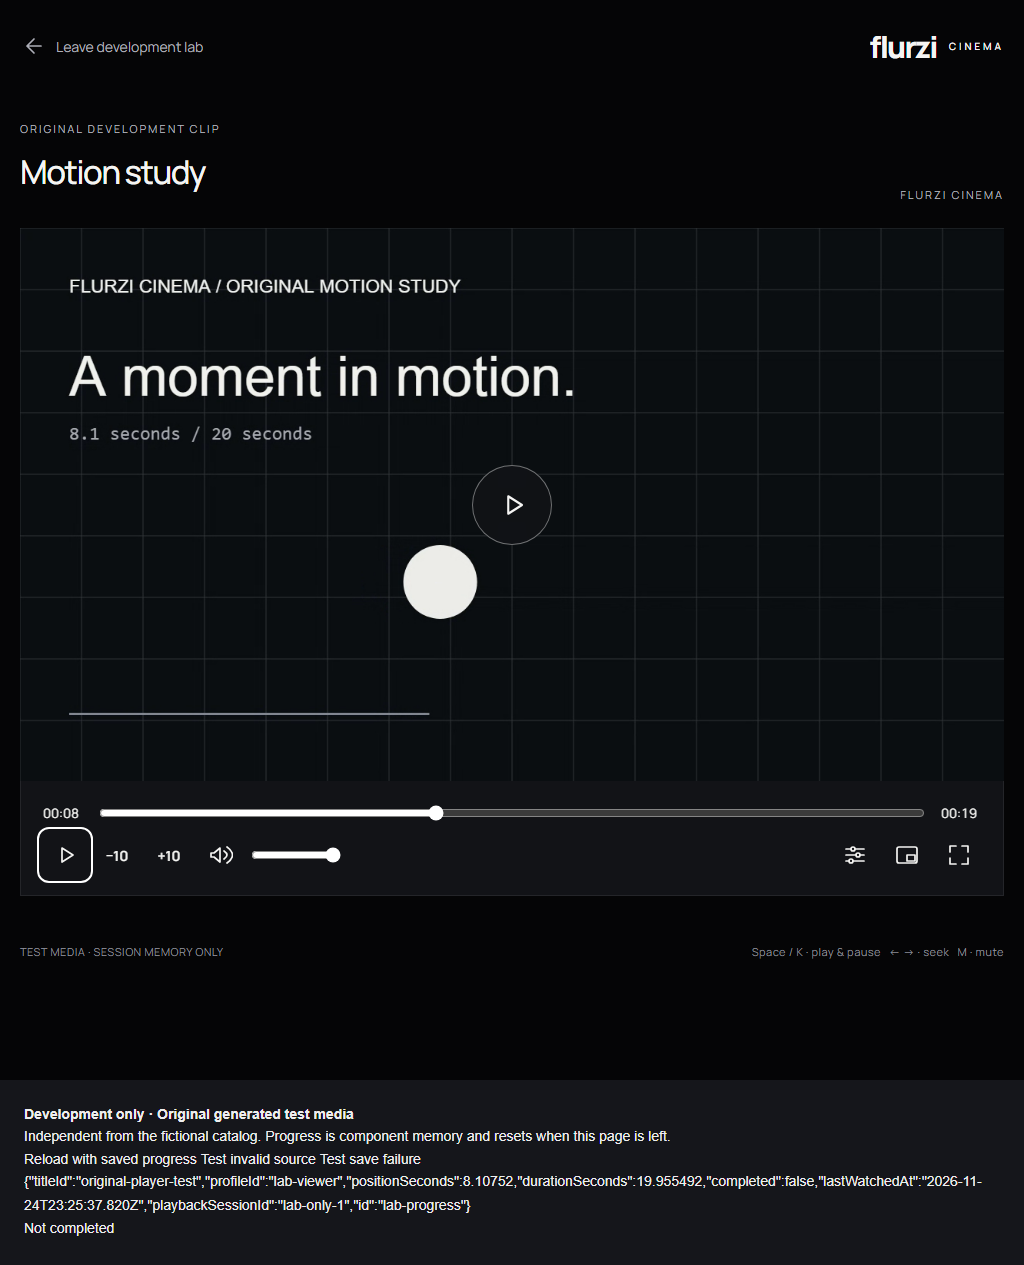 Leave development lab
flurzi CINEMA
ORIGINAL DEVELOPMENT CLIP
Motion study
FLURZI CINEMA
FLURZI CINEMA / ORIGINAL MOTION STUDY
A moment in motion.
8.1 seconds / 20 seconds
00:08
00:19
−10
+10
TEST MEDIA · SESSION MEMORY ONLY
Space / K · play & pause ← → · seek M · mute
Development only · Original generated test media
Independent from the fictional catalog. Progress is component memory and resets when this page is left.
Reload with saved progress Test invalid source Test save failure
{"titleId":"original-player-test","profileId":"lab-viewer","positionSeconds":8.10752,"durationSeconds":19.955492,"completed":false,"lastWatchedAt":"2026-11-
24T23:25:37.820Z","playbackSessionId":"lab-only-1","id":"lab-progress"}
Not completed